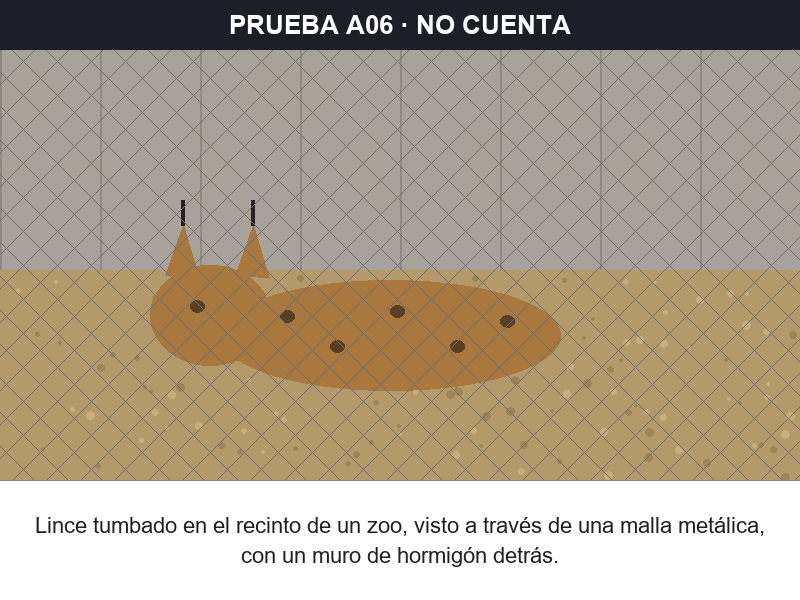 PRUEBA A06 · NO CUENTA
Lince tumbado en el recinto de un zoo, visto a través de una malla metálica,
con un muro de hormigón detrás.